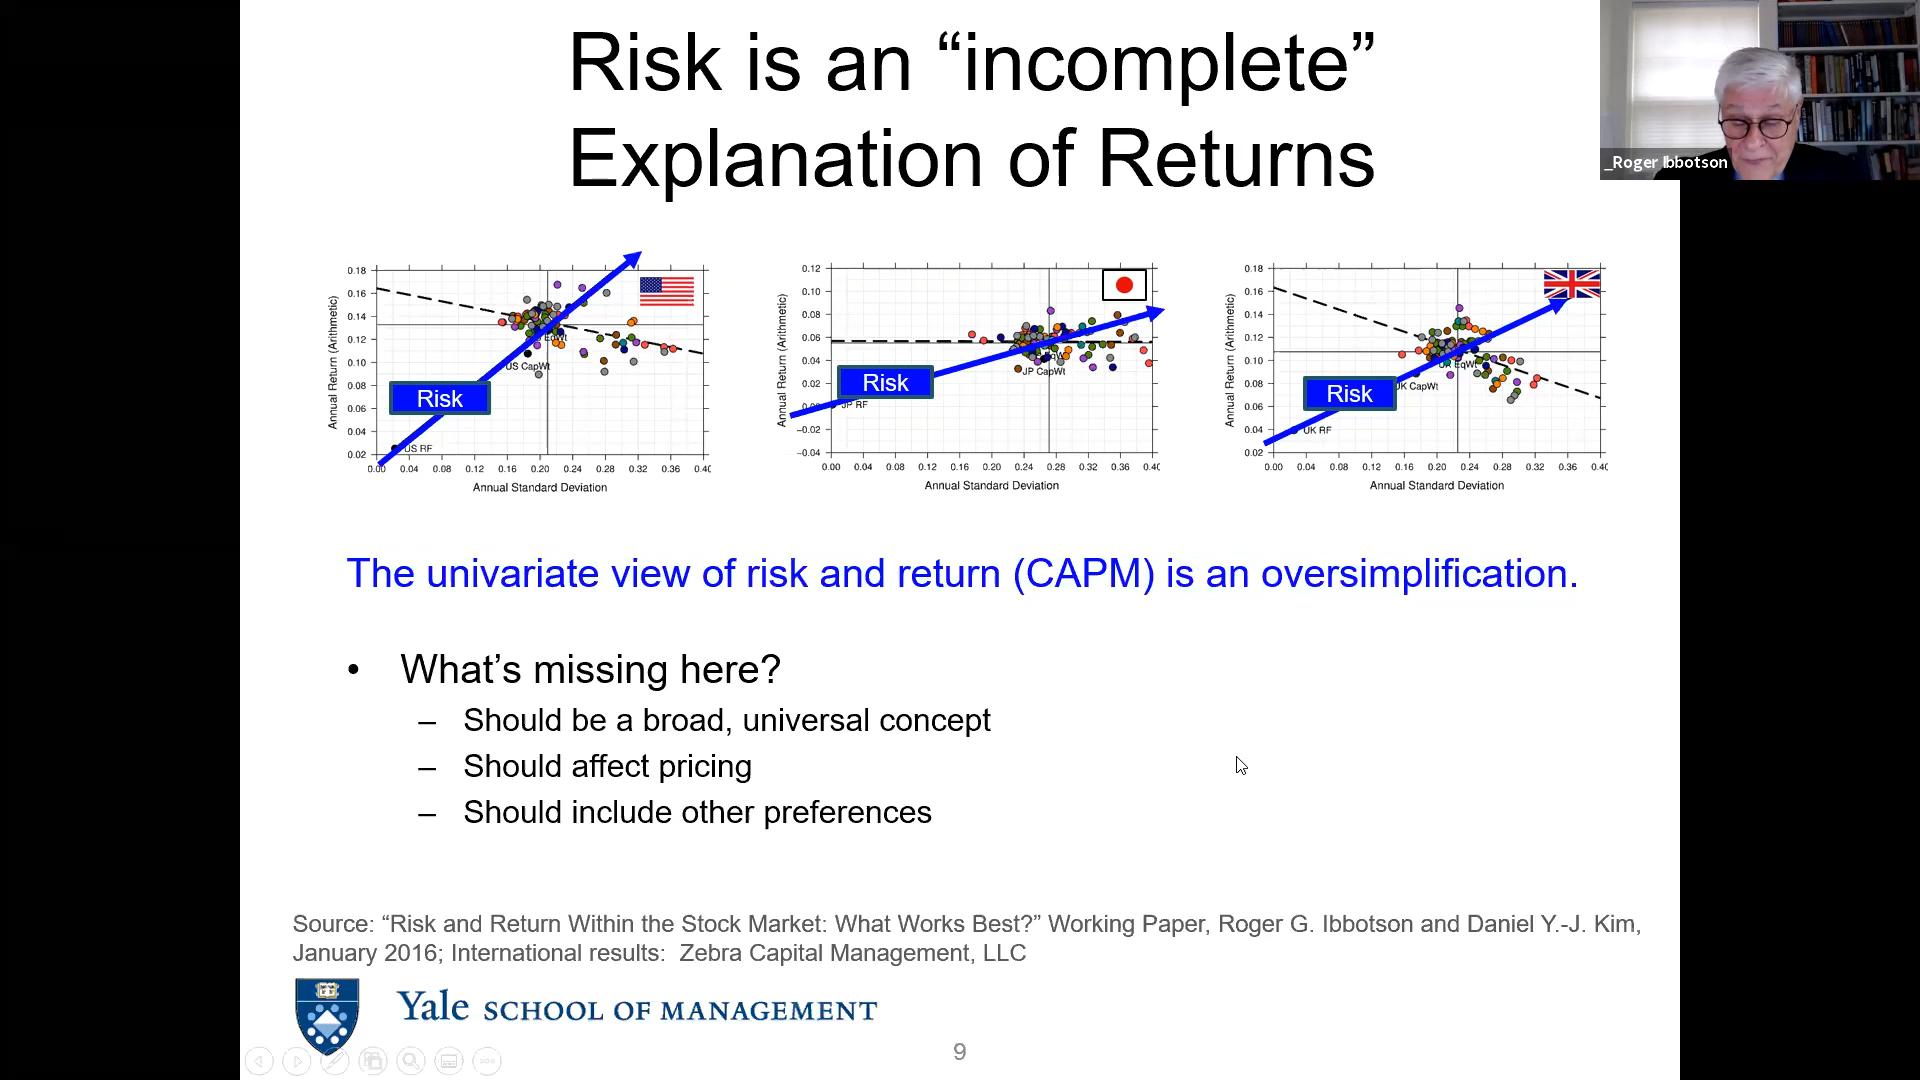 Risk is an “incomplete”
Explanation of Returns
_Roger Ibbotson
Annual Return (Arithmetic)
0.18
0.16
0.14
0.12
0.10
0.08
0.06
0.04
0.02
EqWt
US CapWt
Risk
US RF
0.00 0.04 0.08 0.12 0.16 0.20 0.24 0.28 0.32 0.36
Annual Standard Deviation
Annual Return (Arithmetic)
0.12
0.10
0.08
0.06
0.04
0.02
−0.02
−0.04
JP CapWt
Risk
JP RF
0.00 0.04 0.08 0.12 0.16 0.20 0.24 0.28 0.32 0.36
Annual Standard Deviation
Annual Return (Arithmetic)
0.18
0.16
0.14
0.12
0.10
0.08
0.06
0.04
0.02
UK EqWt
UK CapWt
Risk
UK RF
0.00 0.04 0.08 0.12 0.16 0.20 0.24 0.28 0.32 0.36
Annual Standard Deviation
The univariate view of risk and return (CAPM) is an oversimplification.
• What’s missing here?
– Should be a broad, universal concept
– Should affect pricing
– Should include other preferences
Source: “Risk and Return Within the Stock Market: What Works Best?” Working Paper, Roger G. Ibbotson and Daniel Y.-J. Kim,
January 2016; International results: Zebra Capital Management, LLC
Yale SCHOOL OF MANAGEMENT
9